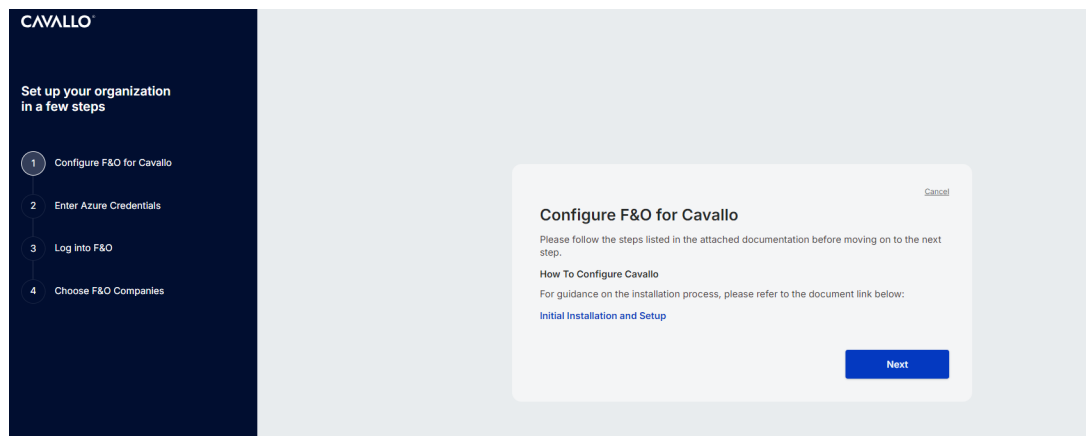 CAVALLO
Set up your organization
in a few steps
1 Configure F&O for Cavallo
2 Enter Azure Credentials
3 Log into F&O
4 Choose F&O Companies
Cancel
Configure F&O for Cavallo
Please follow the steps listed in the attached documentation before moving on to the next
step.
How To Configure Cavallo
For guidance on the installation process, please refer to the document link below:
Initial Installation and Setup
Next